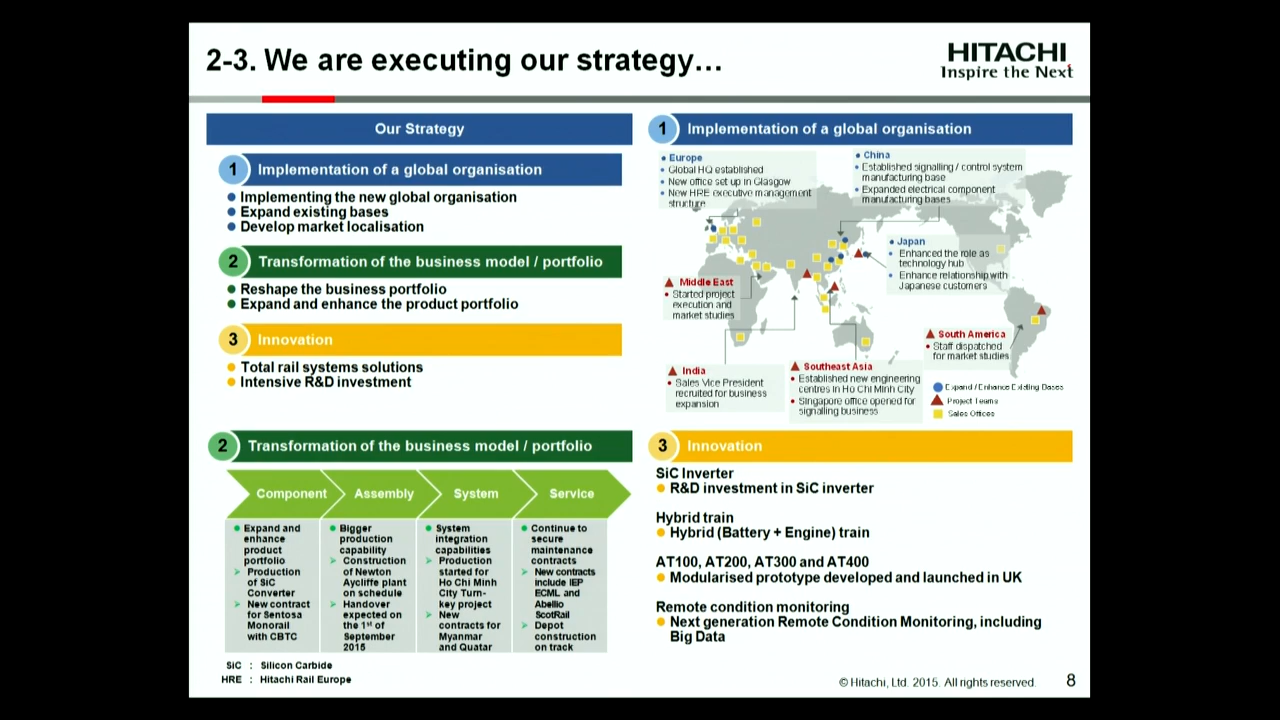 2-3. We are executing our strategy…
HITACHI
Inspire the Next
Our Strategy
1 Implementation of a global organisation
Implementing the new global organisation
Expand existing bases
Develop market localisation
2 Transformation of the business model / portfolio
Reshape the business portfolio
Expand and enhance the product portfolio
3 Innovation
Total rail systems solutions
Intensive R&D investment
1 Implementation of a global organisation
Europe
Global HQ established
New office set up in Glasgow
New HRE executive management
structure
China
Established signalling / control system
manufacturing base
Expanded electrical component
manufacturing bases
Japan
Enhanced the role as
technology hub
Enhance relationship with
Japanese customers
Middle East
Started project
execution and
market studies
South America
Staff dispatched
for market studies
India
Sales Vice President
recruited for business
expansion
Southeast Asia
Established new engineering
centres in Ho Chi Minh City
Singapore office opened for
signalling business
Expand / Enhance Existing Bases
Project Teams
Sales Offices
2 Transformation of the business model / portfolio
Component
Assembly
System
Service
Expand and
enhance
product
portfolio
Production
of SiC
Converter
New contract
for Sentosa
Monorail
with CBTC
Bigger
production
capability
Construction
of Newton
Aycliffe plant
on schedule
Handover
expected on
the 1st of
September
2015
System
integration
capabilities
Production
started for
Ho Chi Minh
City Turn-
key project
New
contracts for
Myanmar
and Quatar
Continue to
secure
maintenance
contracts
New contracts
include IEP
ECML and
Abellio
ScotRail
Depot
construction
on track
3 Innovation
SiC Inverter
R&D investment in SiC inverter
Hybrid train
Hybrid (Battery + Engine) train
AT100, AT200, AT300 and AT400
Modularised prototype developed and launched in UK
Remote condition monitoring
Next generation Remote Condition Monitoring, including
Big Data
SiC : Silicon Carbide
HRE : Hitachi Rail Europe
© Hitachi, Ltd. 2015. All rights reserved.
8